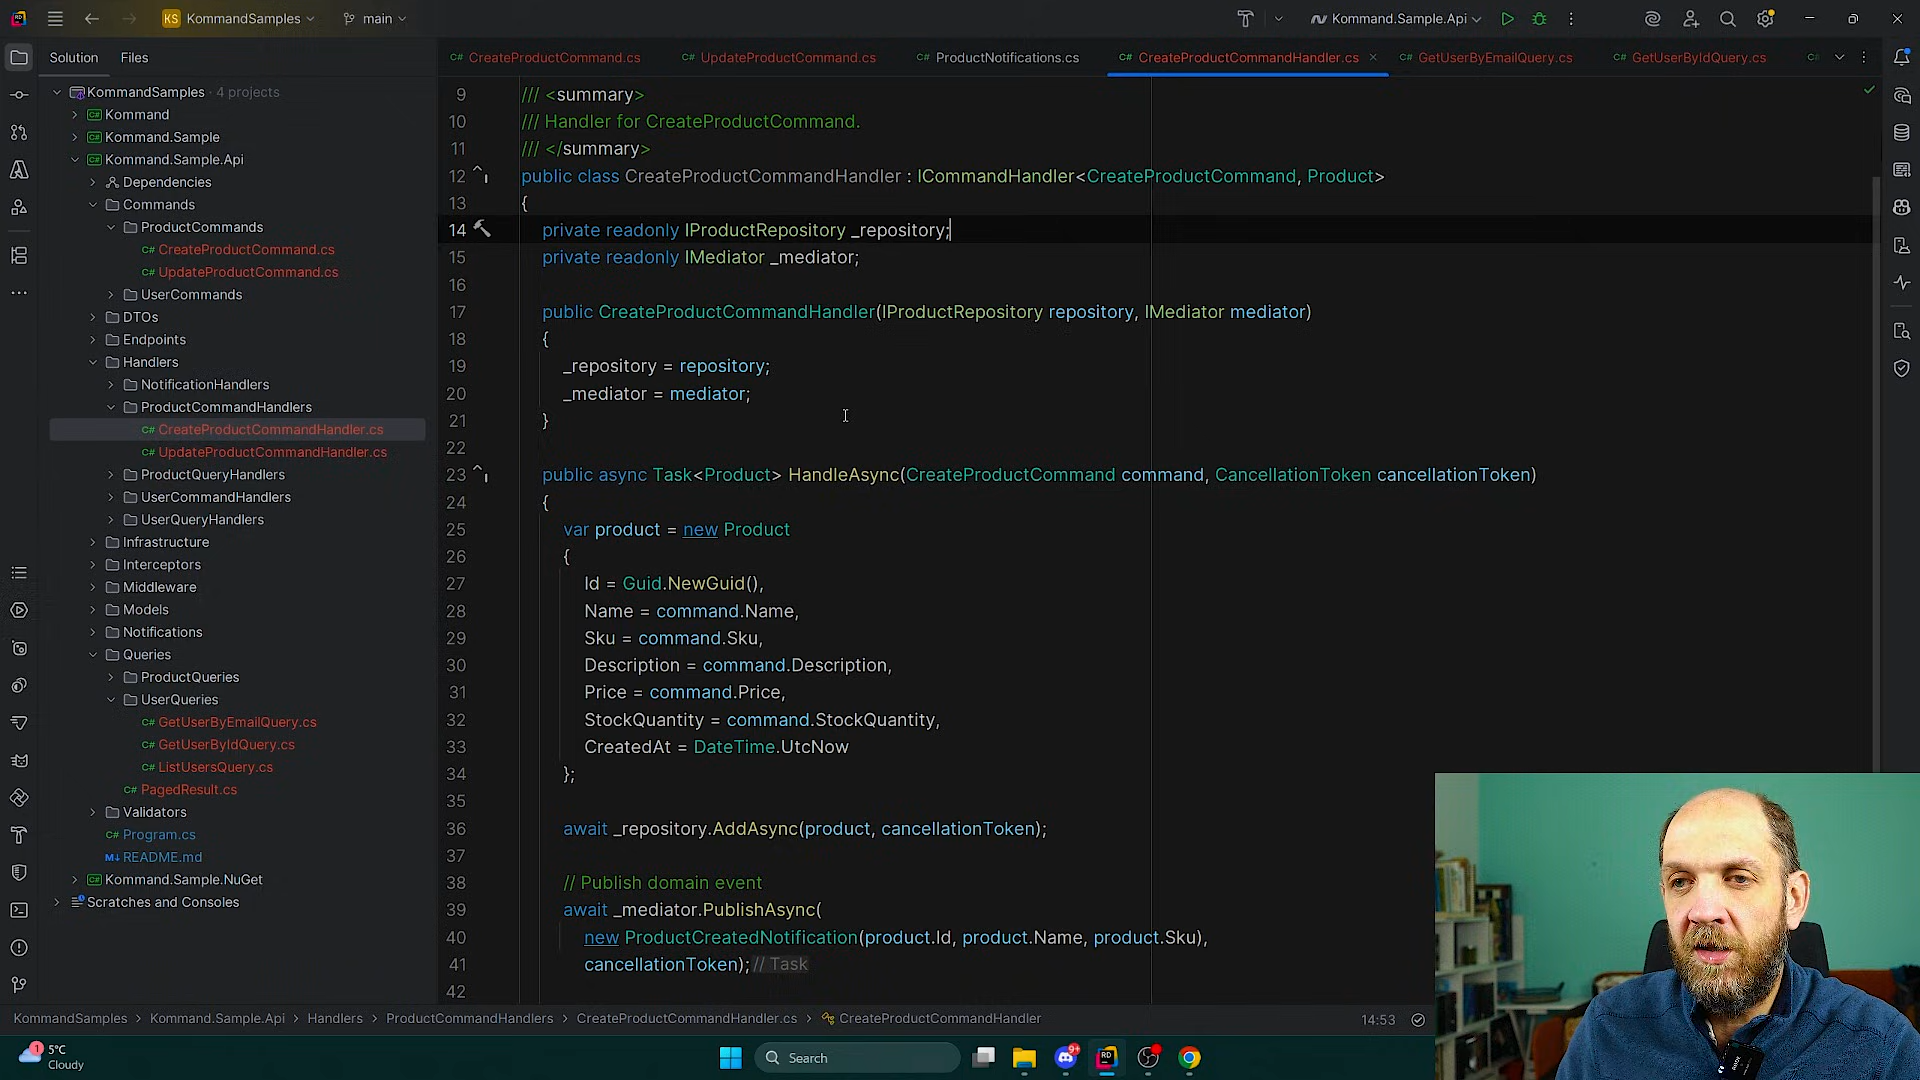 KS KommandSamples
main
Kommand.Sample.Api
Solution
Files
CreateProductCommand.cs
UpdateProductCommand.cs
ProductNotifications.cs
CreateProductCommandHandler.cs
GetUserByEmailQuery.cs
GetUserByIdQuery.cs
KommandSamples · 4 projects
Kommand
Kommand.Sample
Kommand.Sample.Api
Dependencies
Commands
ProductCommands
C# CreateProductCommand.cs
C# UpdateProductCommand.cs
UserCommands
DTOs
Endpoints
Handlers
NotificationHandlers
ProductCommandHandlers
C# CreateProductCommandHandler.cs
C# UpdateProductCommandHandler.cs
ProductQueryHandlers
UserCommandHandlers
UserQueryHandlers
Infrastructure
Interceptors
Middleware
Models
Notifications
Queries
ProductQueries
UserQueries
C# GetUserByEmailQuery.cs
C# GetUserByIdQuery.cs
C# ListUsersQuery.cs
C# PagedResult.cs
Validators
C# Program.cs
M↓ README.md
Kommand.Sample.NuGet
Scratches and Consoles
9 /// <summary>
10 /// Handler for CreateProductCommand.
11 /// </summary>
12 public class CreateProductCommandHandler : ICommandHandler<CreateProductCommand, Product>
13 {
14 private readonly IProductRepository _repository;
15 private readonly IMediator _mediator;
16
17 public CreateProductCommandHandler(IProductRepository repository, IMediator mediator)
18 {
19 _repository = repository;
20 _mediator = mediator;
21 }
22
23 public async Task<Product> HandleAsync(CreateProductCommand command, CancellationToken cancellationToken)
24 {
25 var product = new Product
26 {
27 Id = Guid.NewGuid(),
28 Name = command.Name,
29 Sku = command.Sku,
30 Description = command.Description,
31 Price = command.Price,
32 StockQuantity = command.StockQuantity,
33 CreatedAt = DateTime.UtcNow
34 };
35
36 await _repository.AddAsync(product, cancellationToken);
37
38 // Publish domain event
39 await _mediator.PublishAsync(
40 new ProductCreatedNotification(product.Id, product.Name, product.Sku),
41 cancellationToken); // Task
42
KommandSamples > Kommand.Sample.Api > Handlers > ProductCommandHandlers > CreateProductCommandHandler.cs > CreateProductCommandHandler
14:53
1 5°C
Cloudy
Search
9+
RD